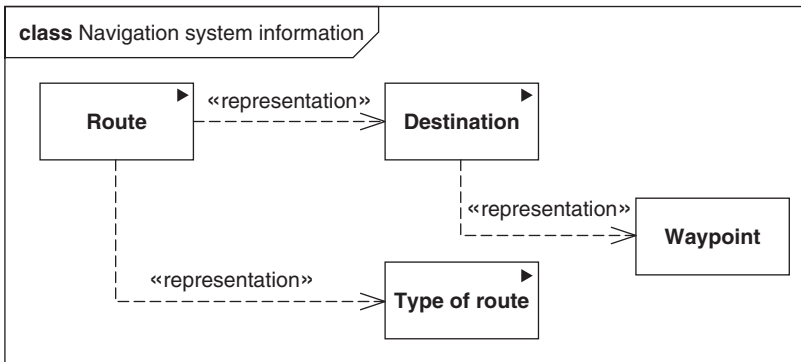 class Navigation system information
Route
«representation»
Destination
«representation»
Waypoint
«representation»
Type of route